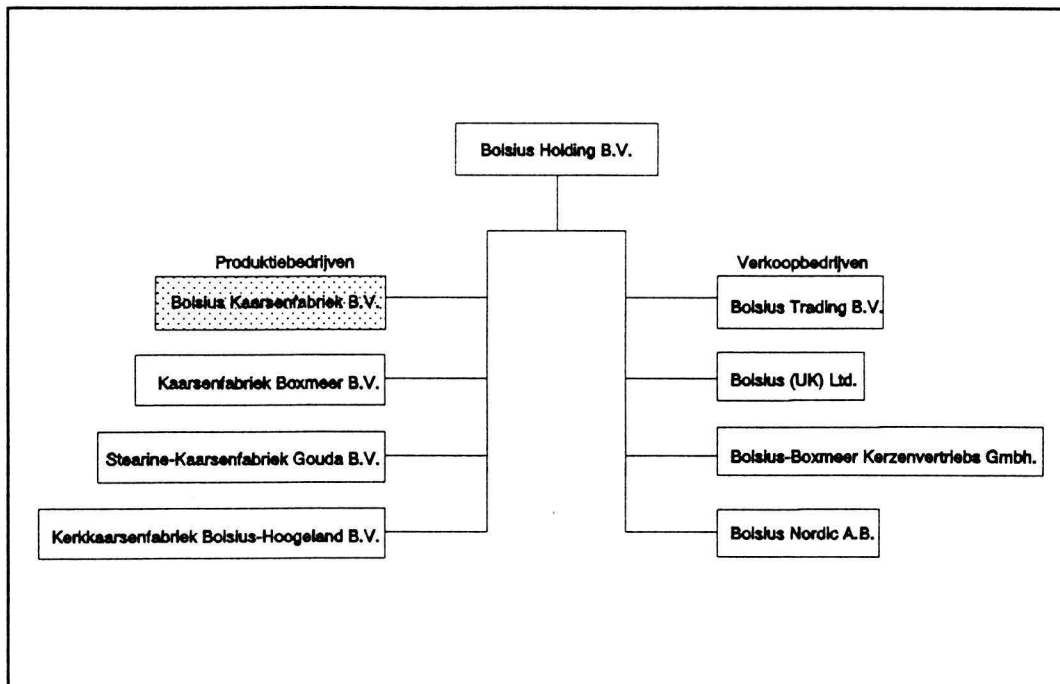 Bolsius Holding B.V.
Produktiebedrijven
Bolsius Kaarsenfabriek B.V.
Kaarsenfabriek Boxmeer B.V.
Stearine-Kaarsenfabriek Gouda B.V.
Kerkkaarsenfabriek Bolsius-Hoogeland B.V.
Verkoopbedrijven
Bolsius Trading B.V.
Bolsius (UK) Ltd.
Bolsius-Boxmeer Kerzenvertriebs Gmbh.
Bolsius Nordic A.B.